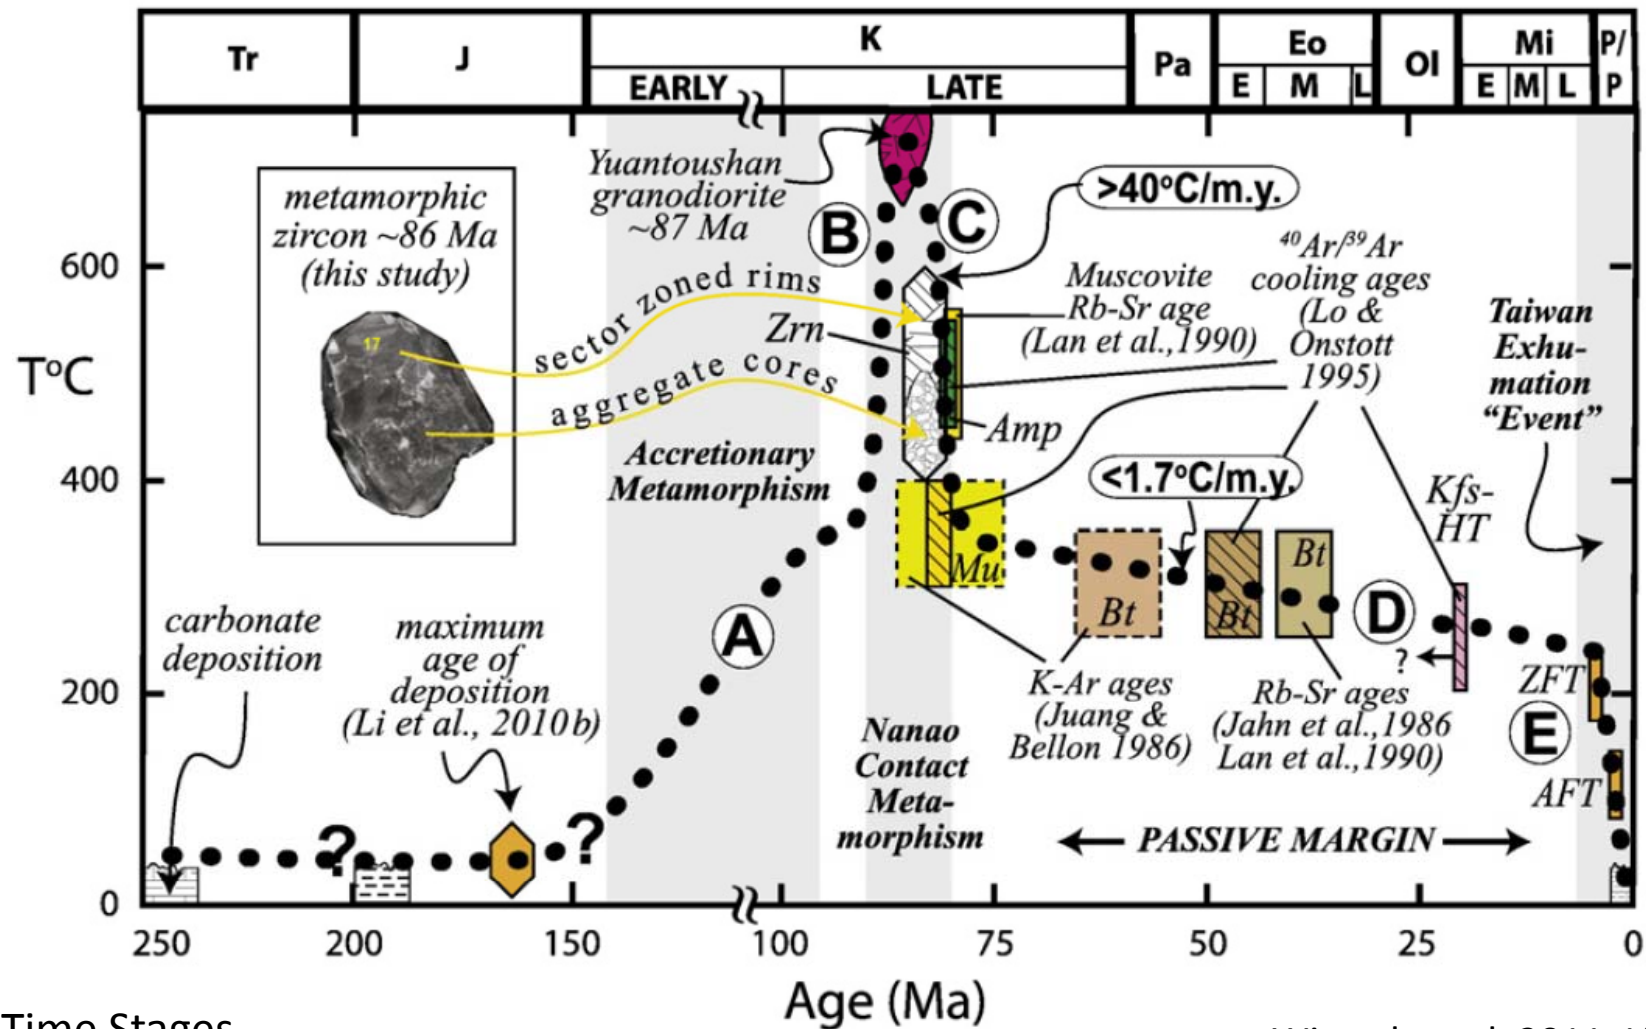 Tr
J
K
EARLY
LATE
Pa
Eo
E
M
L
Ol
Mi
E
M
L
P/
P
metamorphic
zircon ~86 Ma
(this study)
17
Yuantoushan
granodiorite
~87 Ma
B
C
>40°C/m.y.
⁴⁰Ar/³⁹Ar
cooling ages
(Lo &
Onstott
1995)
Muscovite
Rb-Sr age
(Lan et al.,1990)
Taiwan
Exhu-
mation
“Event”
sector zoned rims
Zrn
aggregate cores
Amp
Accretionary
Metamorphism
<1.7°C/m.y.
Kfs-
HT
Mu
Bt
Bt
Bt
A
D
?
carbonate
deposition
maximum
age of
deposition
(Li et al., 2010b)
K-Ar ages
(Juang &
Bellon 1986)
Rb-Sr ages
(Jahn et al.,1986
Lan et al.,1990)
ZFT
E
AFT
Nanao
Contact
Meta-
morphism
PASSIVE MARGIN
?
?
T°C
600
400
200
0
250
200
150
100
75
50
25
0
Age (Ma)
Time Stages